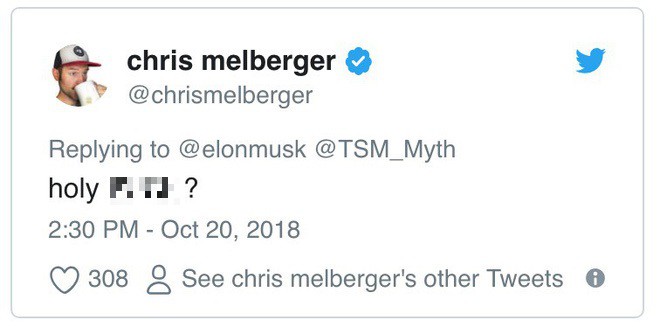 chris melberger
@chrismelberger
Replying to @elonmusk @TSM_Myth
holy ?
2:30 PM - Oct 20, 2018
308 See chris melberger's other Tweets